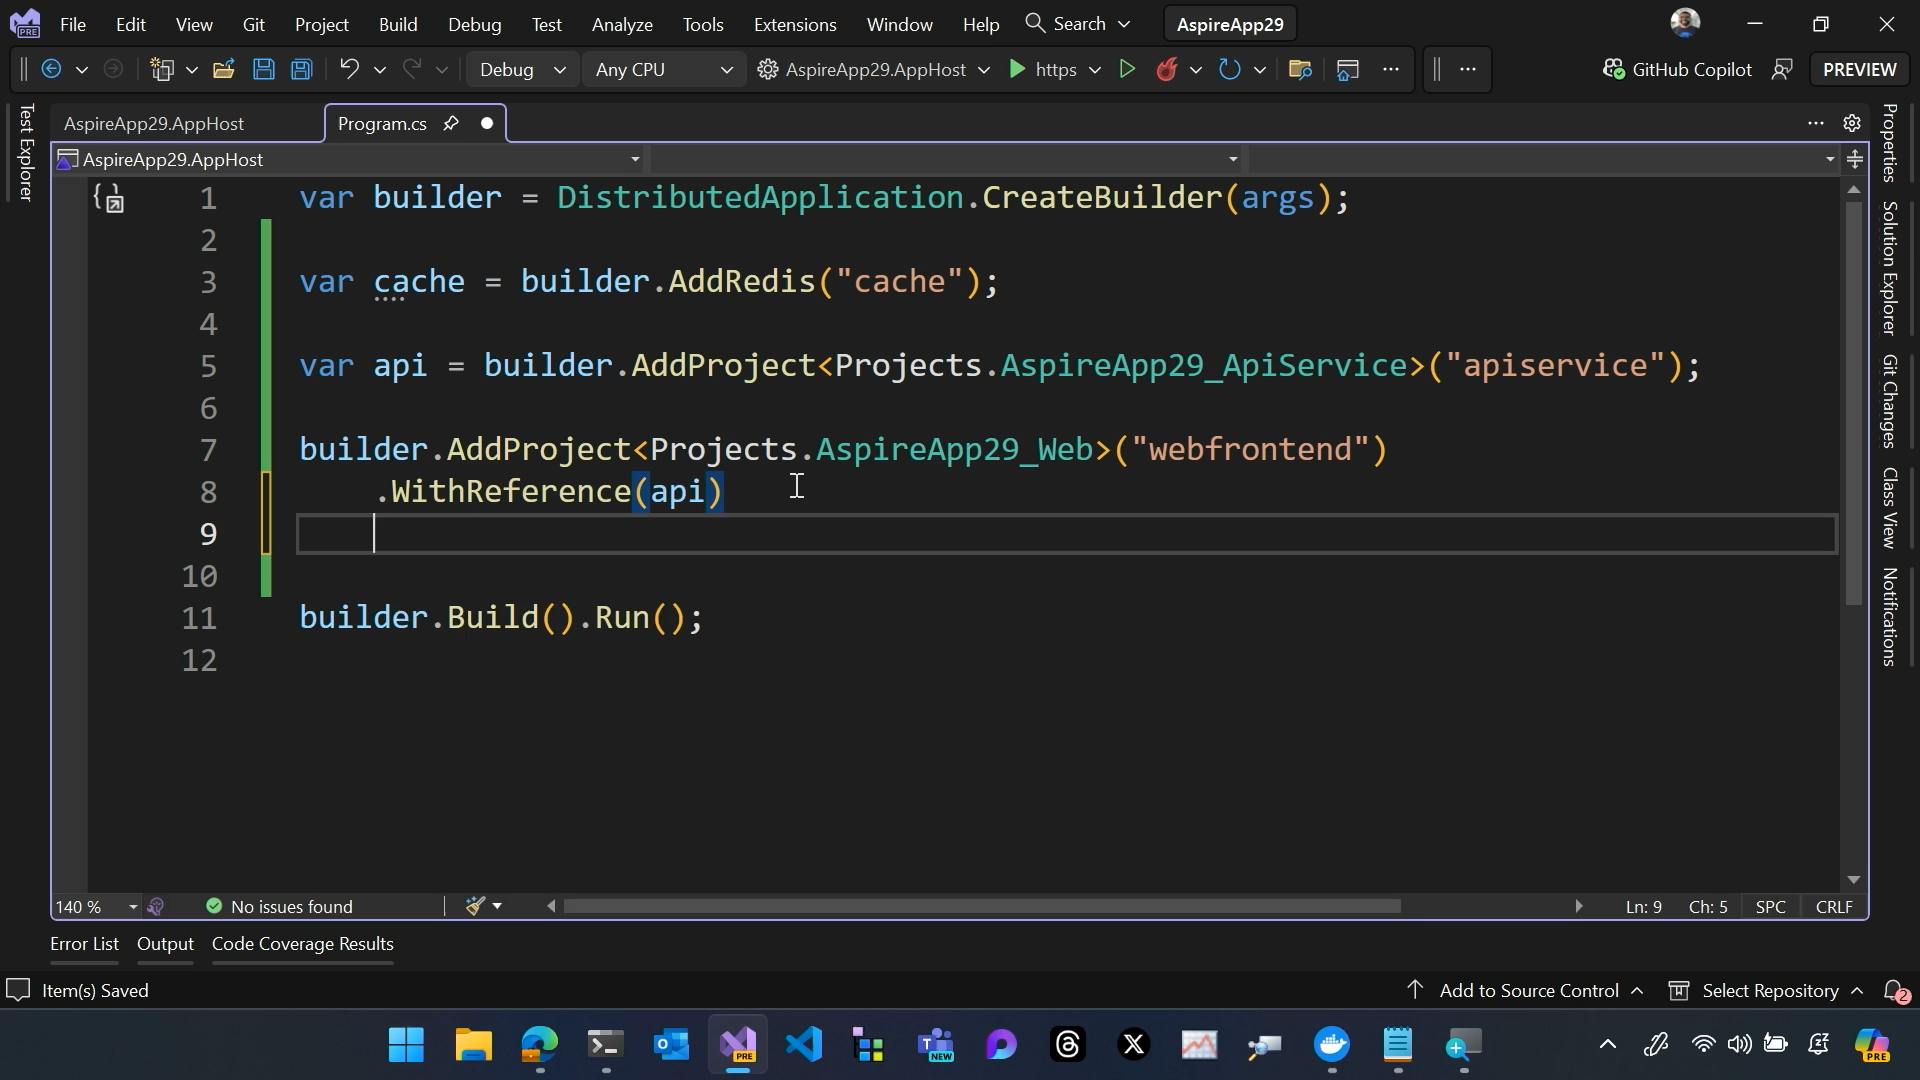 File Edit View Git Project Build Debug Test Analyze Tools Extensions Window Help Search AspireApp29
Debug Any CPU AspireApp29.AppHost https GitHub Copilot PREVIEW
AspireApp29.AppHost Program.cs
AspireApp29.AppHost
Test Explorer
1 var builder = DistributedApplication.CreateBuilder(args);
2
3 var cache = builder.AddRedis("cache");
4
5 var api = builder.AddProject<Projects.AspireApp29_ApiService>("apiservice");
6
7 builder.AddProject<Projects.AspireApp29_Web>("webfrontend")
8 .WithReference(api)
9
10
11 builder.Build().Run();
12
Properties
Solution Explorer
Git Changes
Class View
Notifications
140 % No issues found Ln: 9 Ch: 5 SPC CRLF
Error List Output Code Coverage Results
Item(s) Saved Add to Source Control Select Repository 2
PRE
PRE
NEW
PRE